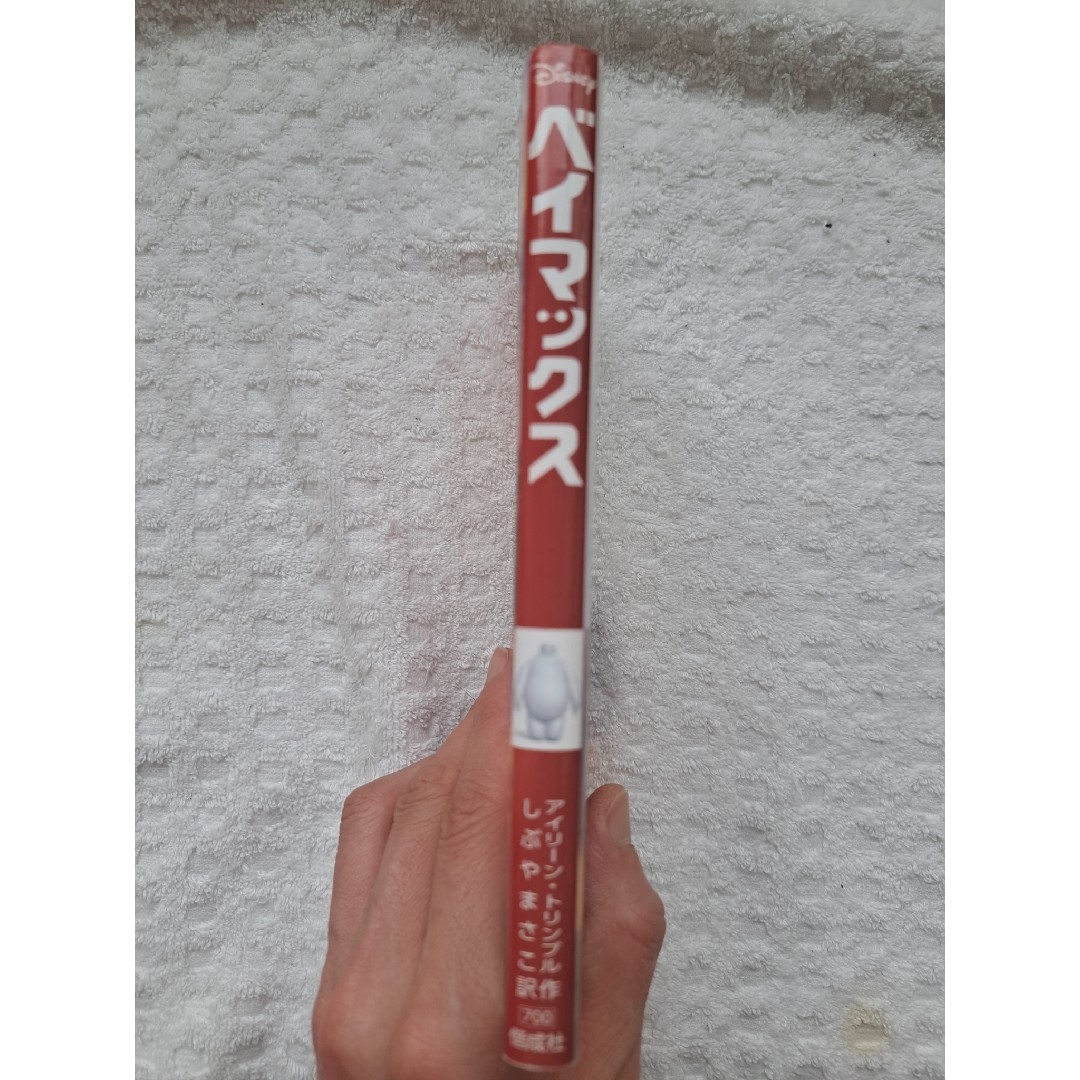 Disney
ベイマックス
アイリーン・トリンブル作
しぶやまさこ訳
700
偕成社